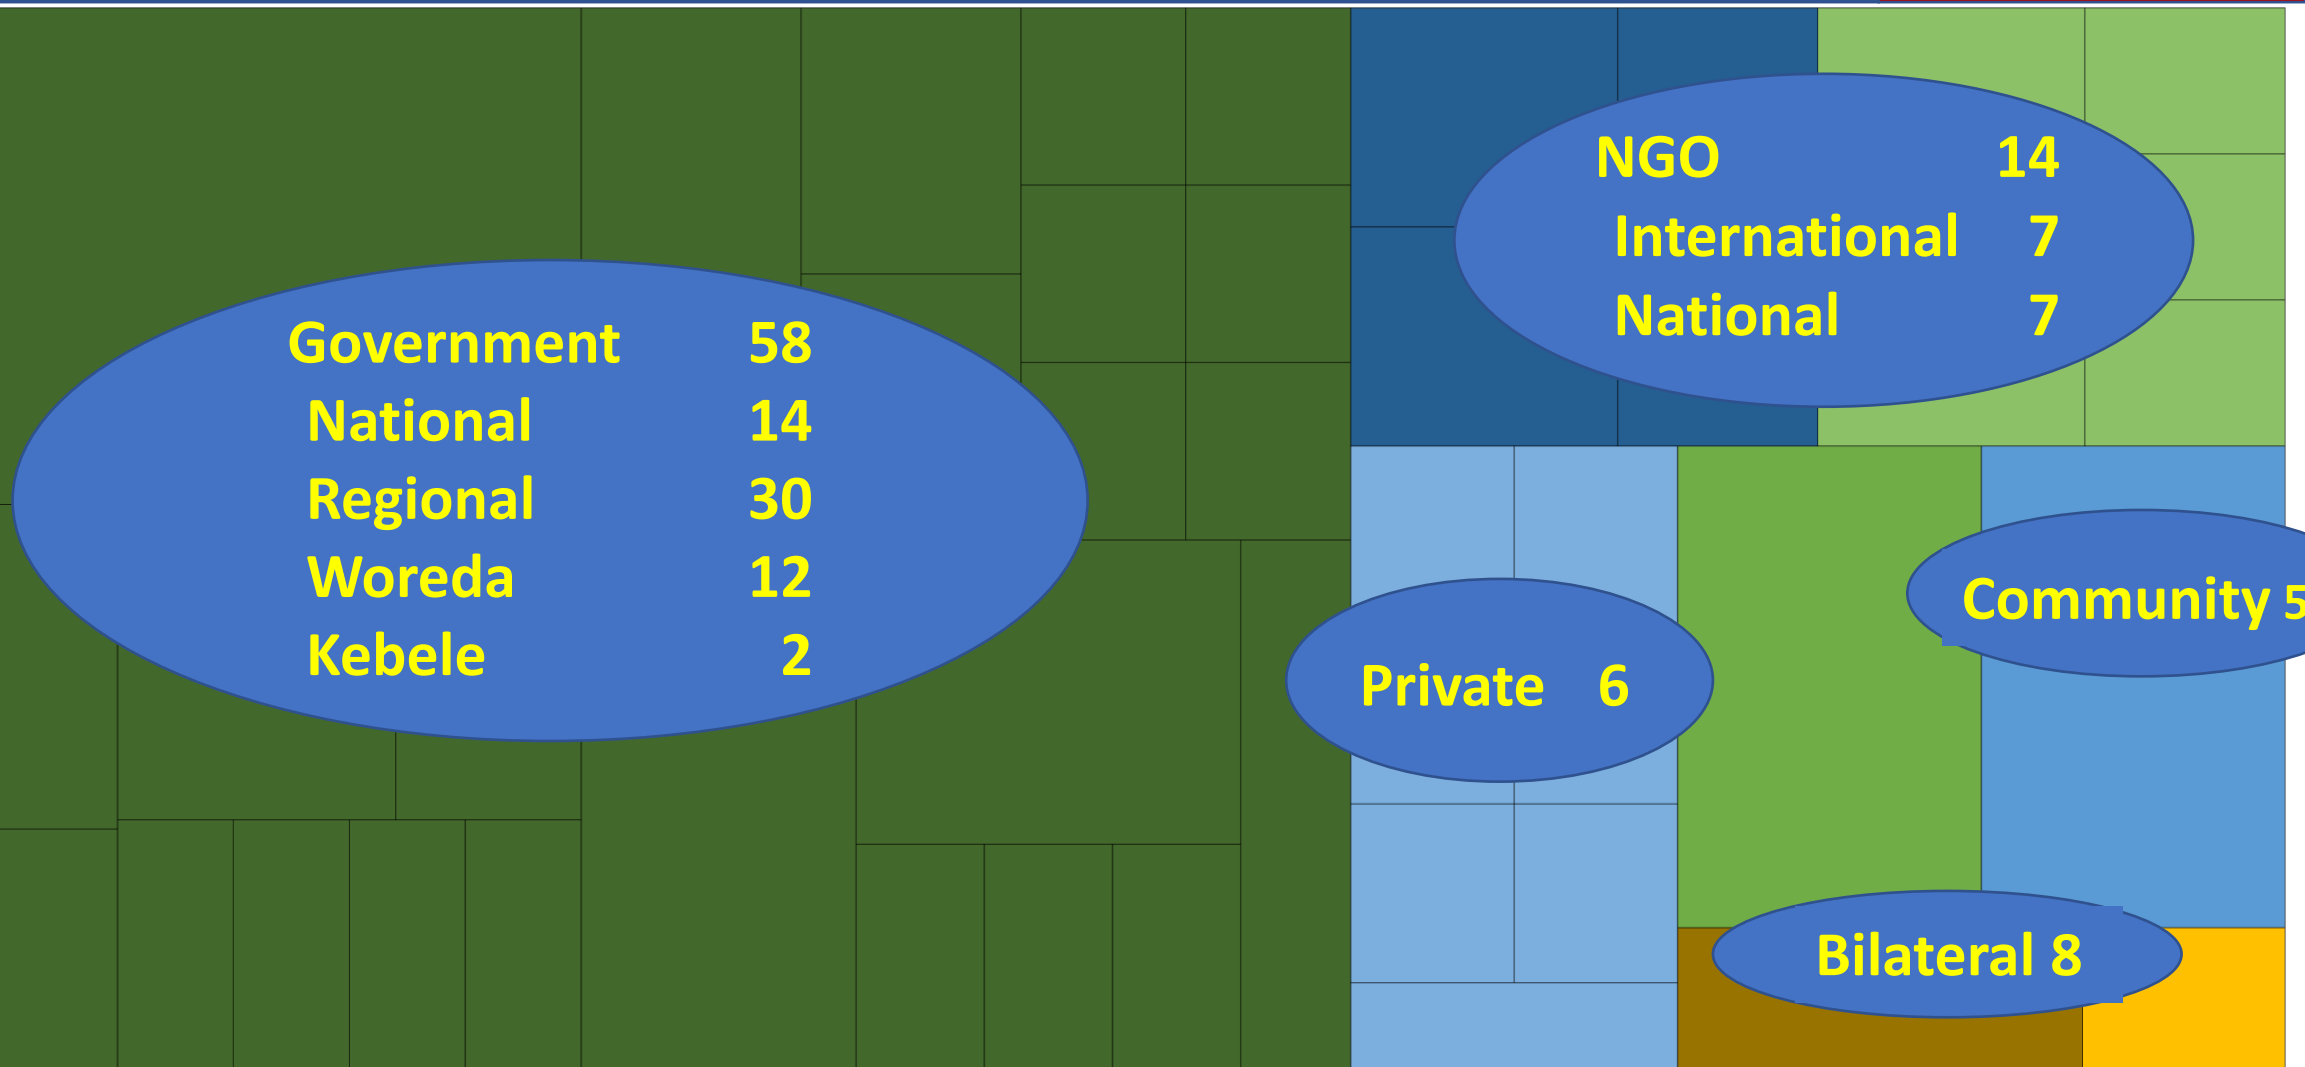 Government 58
National 14
Regional 30
Woreda 12
Kebele 2
NGO 14
International 7
National 7
Private 6
Community 5
Bilateral 8